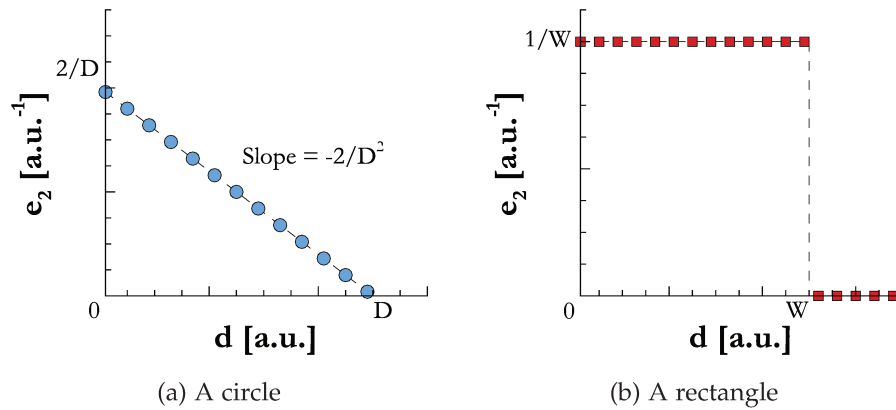 2/D
e₂ [a.u.⁻¹]
Slope = -2/D²
0
D
d [a.u.]
(a) A circle
1/W
e₂ [a.u.⁻¹]
0
W
d [a.u.]
(b) A rectangle